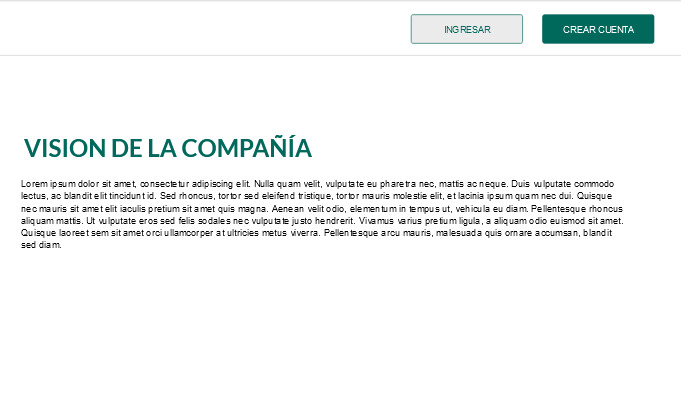 INGRESAR
CREAR CUENTA
VISION DE LA COMPAÑÍA
Lorem ipsum dolor sit amet, consectetur adipiscing elit. Nulla quam velit, vulputate eu pharetra nec, mattis ac neque. Duis vulputate commodo
lectus, ac blandit elit tincidunt id. Sed rhoncus, tortor sed eleifend tristique, tortor mauris molestie elit, et lacinia ipsum quam nec dui. Quisque
nec mauris sit amet elit iaculis pretium sit amet quis magna. Aenean velit odio, elementum in tempus ut, vehicula eu diam. Pellentesque rhoncus
aliquam mattis. Ut vulputate eros sed felis sodales nec vulputate justo hendrerit. Vivamus varius pretium ligula, a aliquam odio euismod sit amet.
Quisque laoreet sem sit amet orci ullamcorper at ultricies metus viverra. Pellentesque arcu mauris, malesuada quis ornare accumsan, blandit
sed diam.